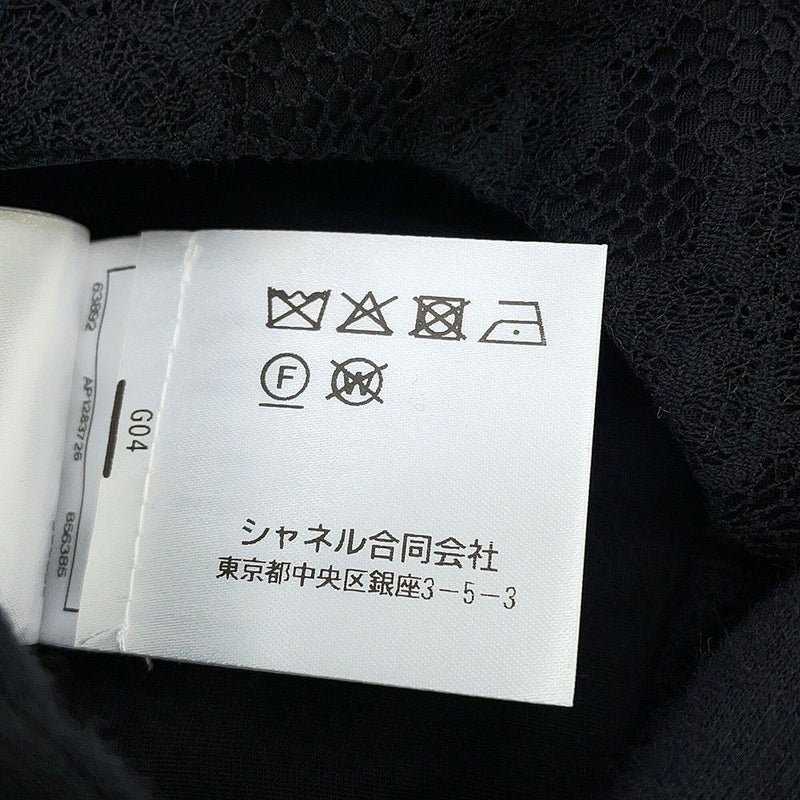 F
W
シャネル合同会社
東京都中央区銀座3-5-3
G04
63892
AP1283726
856385